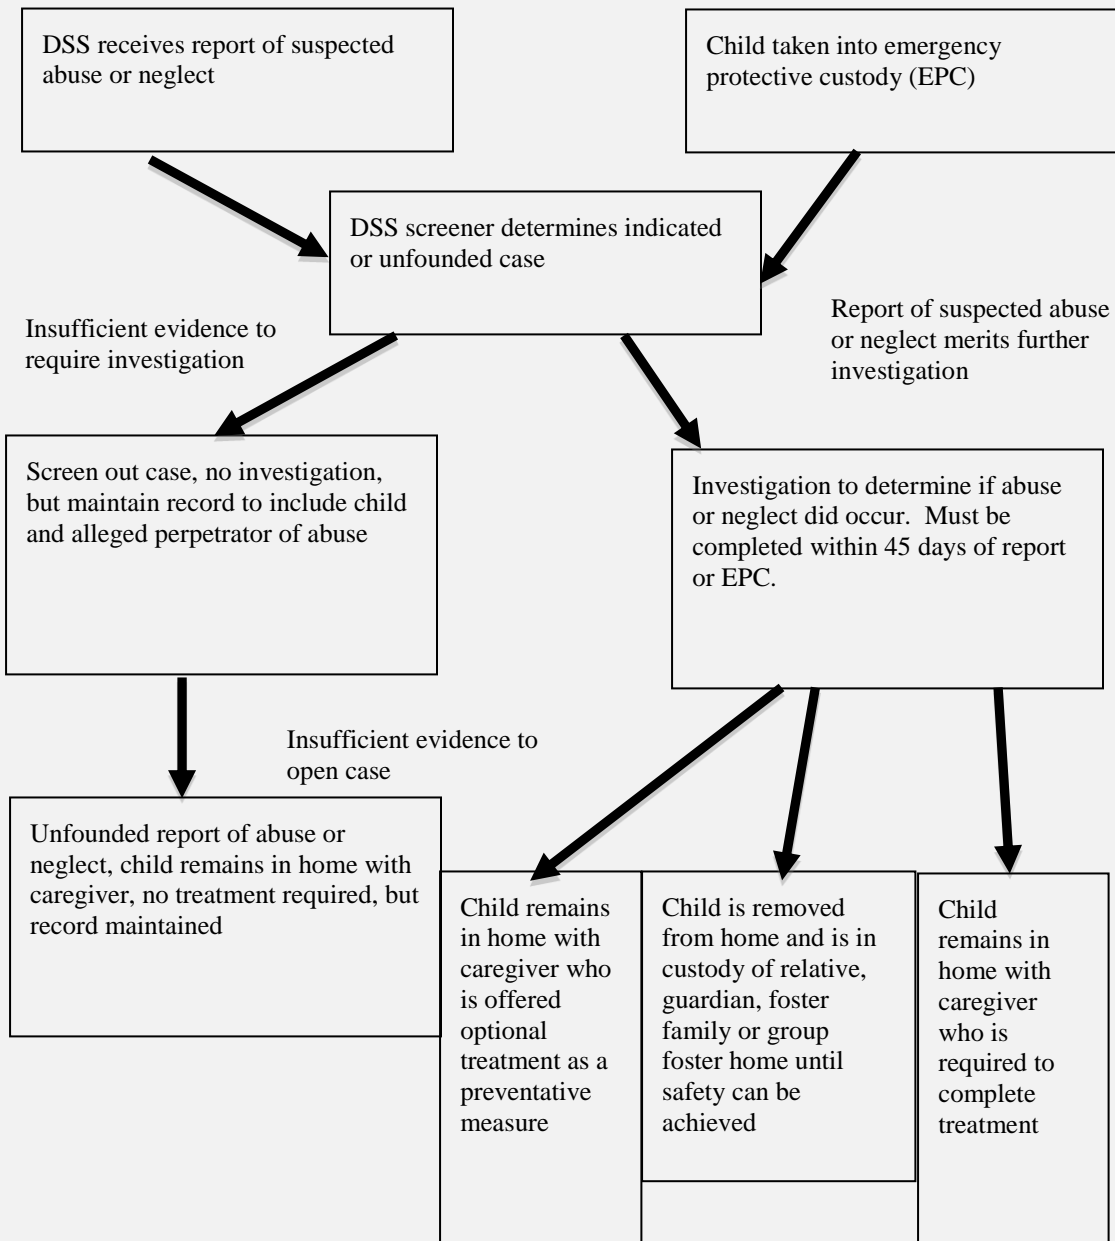 DSS receives report of suspected
abuse or neglect
Child taken into emergency
protective custody (EPC)
DSS screener determines indicated
or unfounded case
Insufficient evidence to
require investigation
Report of suspected abuse
or neglect merits further
investigation
Screen out case, no investigation,
but maintain record to include child
and alleged perpetrator of abuse
Investigation to determine if abuse
or neglect did occur.  Must be
completed within 45 days of report
or EPC.
Insufficient evidence to
open case
Unfounded report of abuse or
neglect, child remains in home with
caregiver, no treatment required, but
record maintained
Child remains
in home with
caregiver who
is offered
optional
treatment as a
preventative
measure
Child is removed
from home and is in
custody of relative,
guardian, foster
family or group
foster home until
safety can be
achieved
Child
remains in
home with
caregiver
who is
required to
complete
treatment